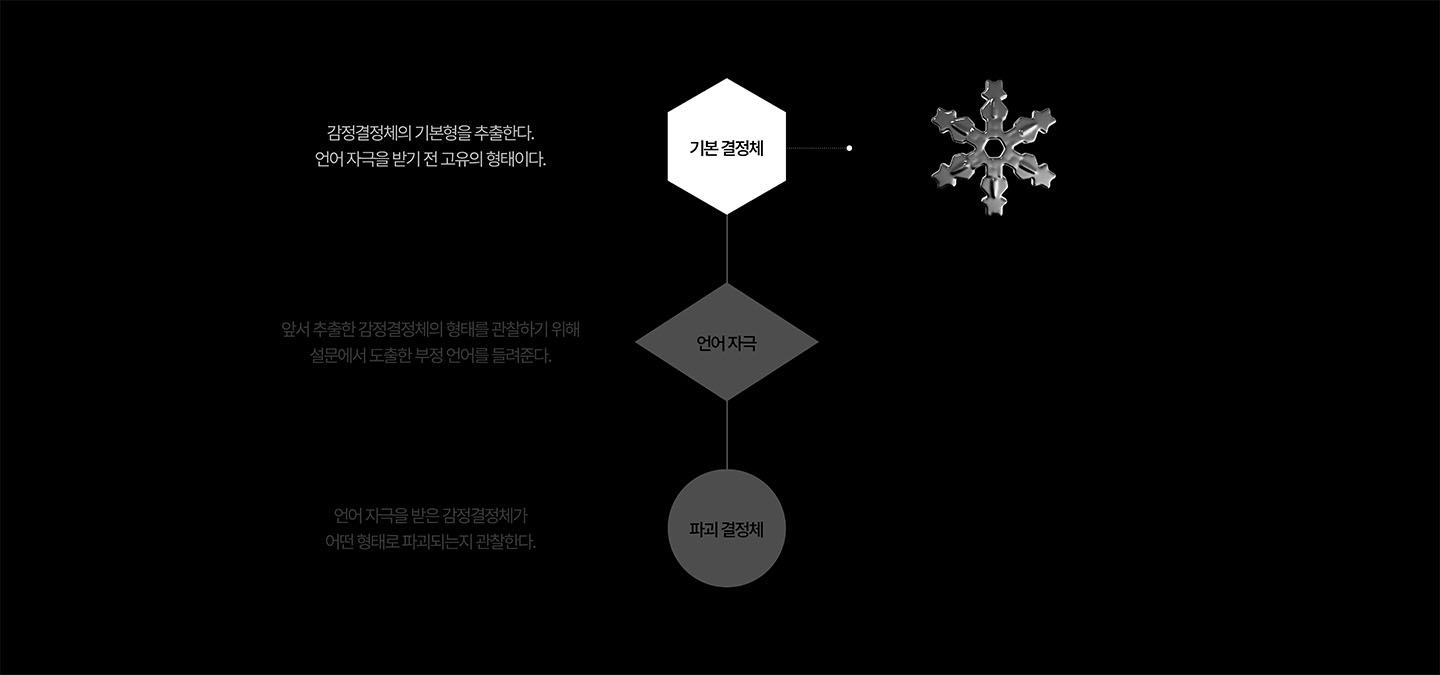 감정결정체의 기본형을 추출한다.
언어 자극을 받기 전 고유의 형태이다.
기본 결정체
앞서 추출한 감정결정체의 형태를 관찰하기 위해
설문에서 도출한 부정 언어를 들려준다.
언어 자극
언어 자극을 받은 감정결정체가
어떤 형태로 파괴되는지 관찰한다.
파괴 결정체